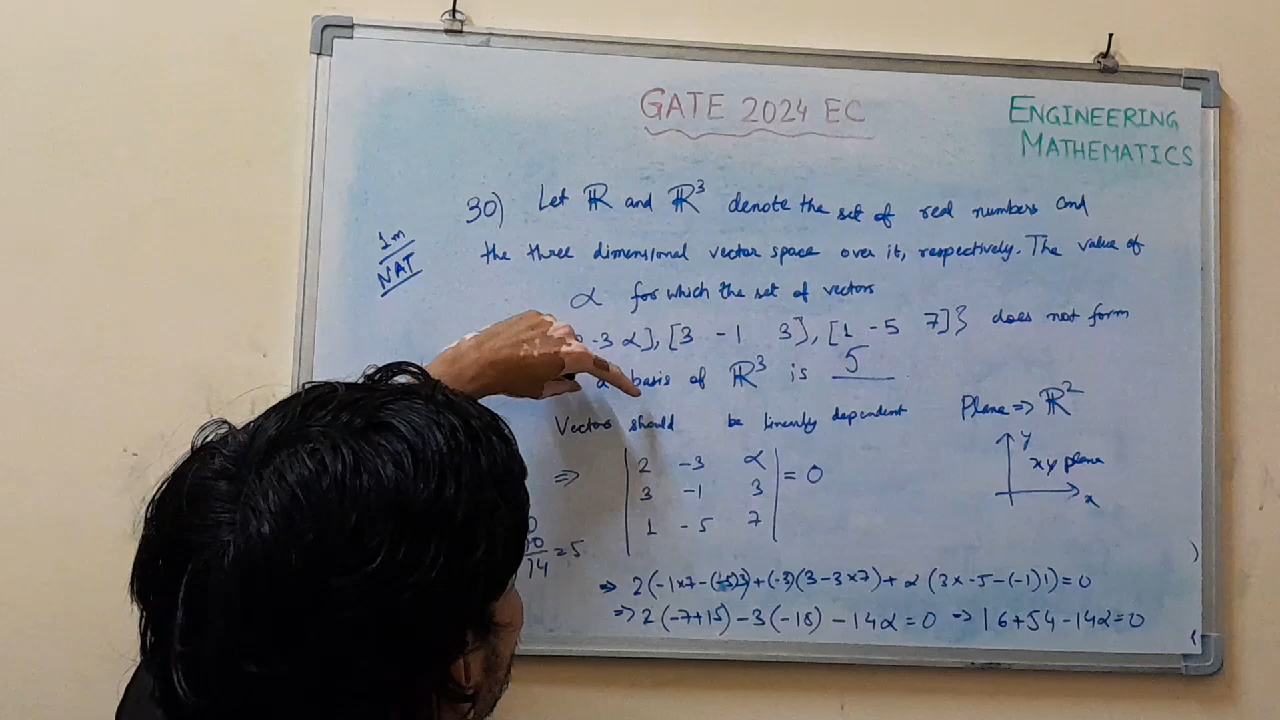 GATE 2024 EC
ENGINEERING
MATHEMATICS
1m
NAT
30) Let ℝ and ℝ³ denote the set of real numbers and
the three dimensional vector space over it, respectively. The value of
α for which the set of vectors
-3 α], [3 -1 3], [1 -5 7]} does not form
a basis of ℝ³ is 5
Vectors should be linearly dependent
Plane => ℝ²
y
xy plane
x
=> | 2 -3 α |
| 3 -1 3 | = 0
| 1 -5 7 |
0
70/14 = 5
=> 2(-1×7-(-5)3)+(-3)(3-3×7)+α(3×-5-(-1)1)=0
=> 2(-7+15)-3(-18)-14α=0 => 16+54-14α=0